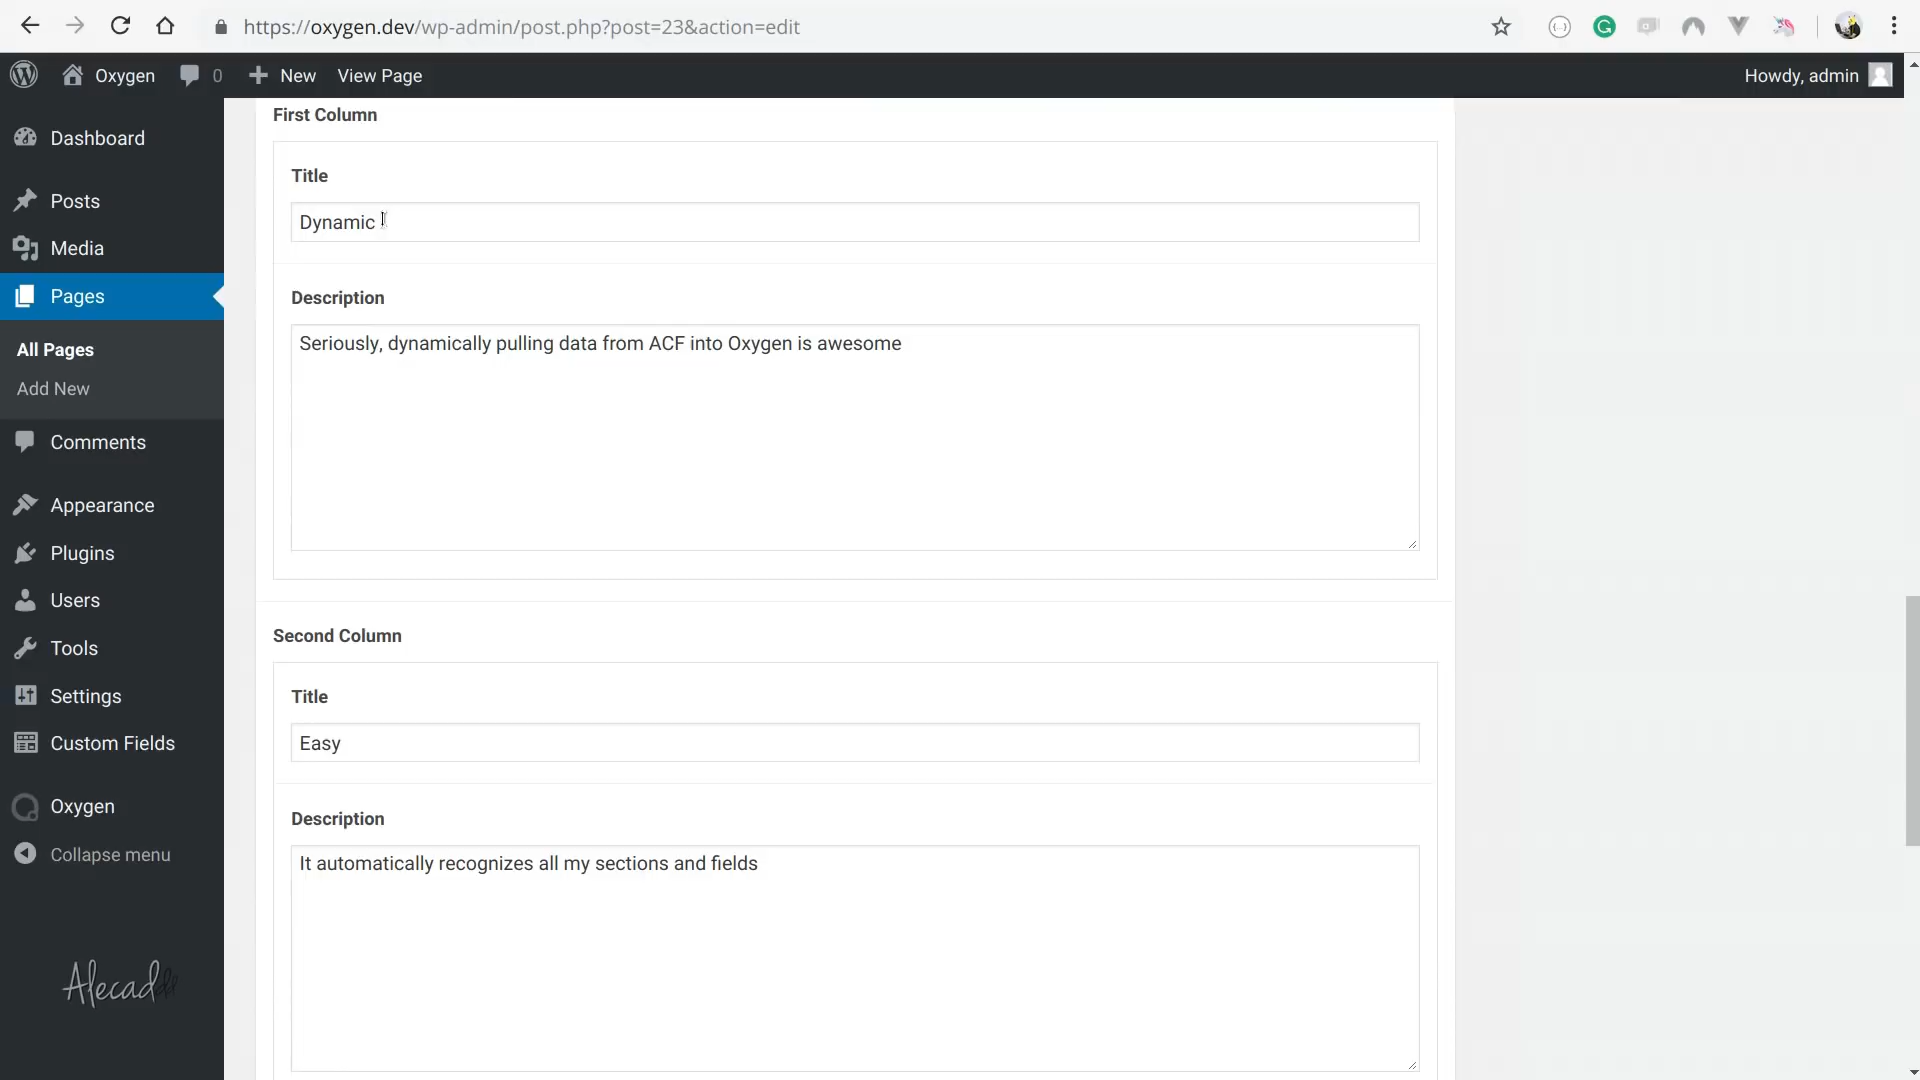 https://oxygen.dev/wp-admin/post.php?post=23&action=edit
Oxygen 0 New View Page Howdy, admin
Dashboard
Posts
Media
Pages
All Pages
Add New
Comments
Appearance
Plugins
Users
Tools
Settings
Custom Fields
Oxygen
Collapse menu
First Column
Title
Dynamic
Description
Seriously, dynamically pulling data from ACF into Oxygen is awesome
Second Column
Title
Easy
Description
It automatically recognizes all my sections and fields